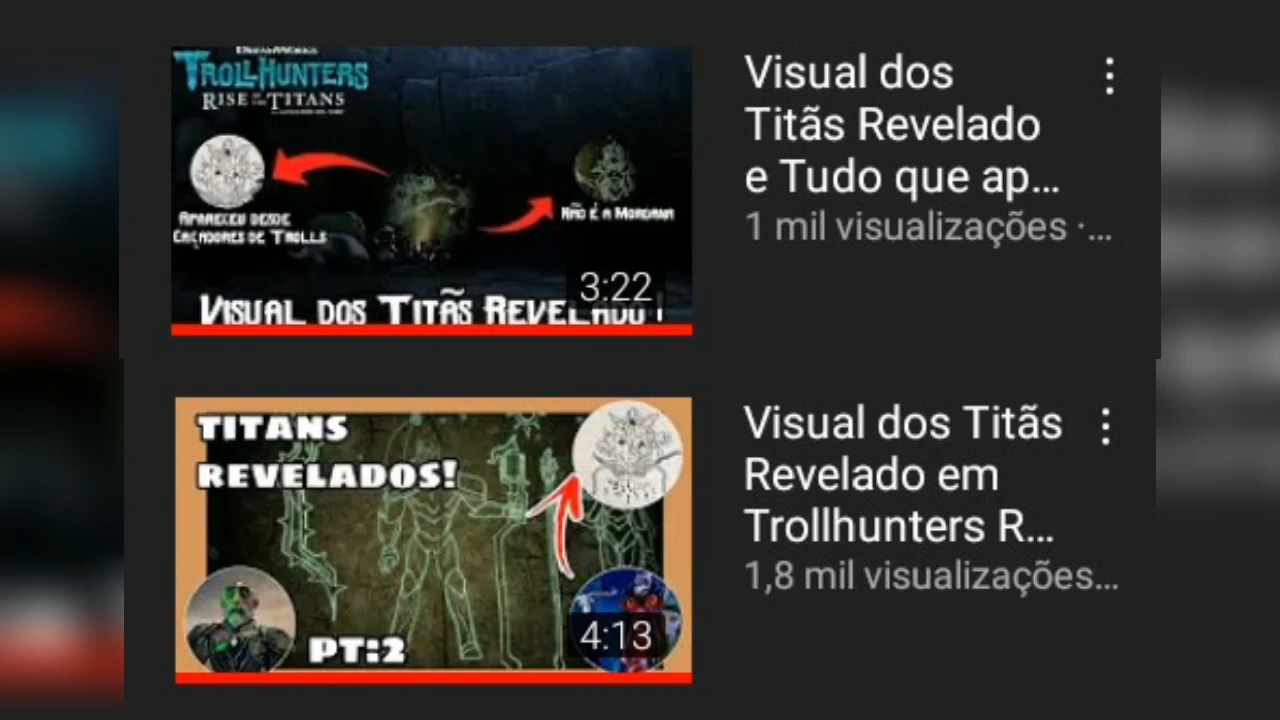 TROLLHUNTERS
RISE OF THE TITANS
APARECEU DESDE
CAÇADORES DE TROLLS
NÃO É A MORGANA
3:22
VISUAL DOS TITÃS REVELADO !
Visual dos
Titãs Revelado
e Tudo que ap...
1 mil visualizações ·...
TITANS
REVELADOS!
PT:2
4:13
Visual dos Titãs
Revelado em
Trollhunters R...
1,8 mil visualizações...